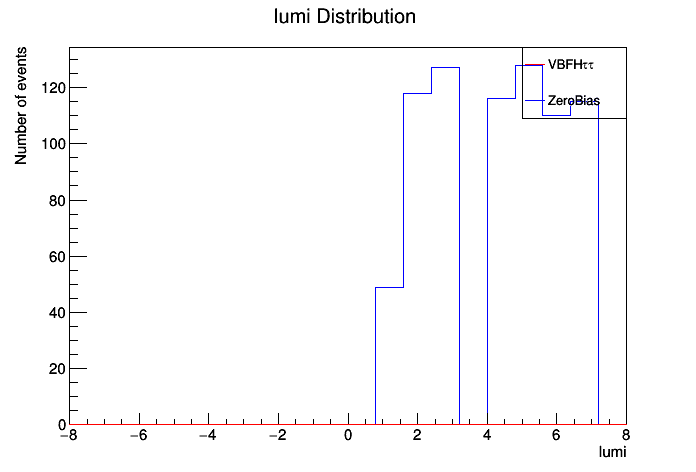 lumi Distribution
Number of events
120
100
80
60
40
20
0
−8 −6 −4 −2 0 2 4 6 8
lumi
VBFHττ
ZeroBias